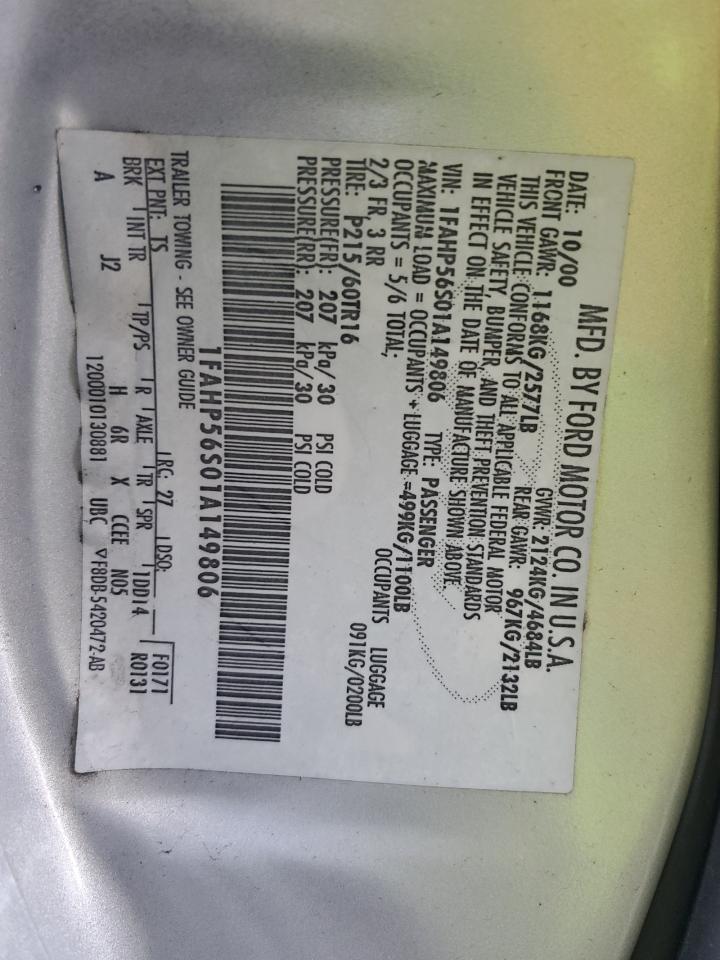 MFD. BY FORD MOTOR CO. IN U.S.A.
DATE: 10/00 GVWR: 2124KG/4684LB
FRONT GAWR: 1168KG/2577LB REAR GAWR: 967KG/2132LB
THIS VEHICLE CONFORMS TO ALL APPLICABLE FEDERAL MOTOR
VEHICLE SAFETY, BUMPER, AND THEFT PREVENTION STANDARDS
IN EFFECT ON THE DATE OF MANUFACTURE SHOWN ABOVE.
VIN: 1FAHP56S01A149806 TYPE: PASSENGER
MAXIMUM LOAD = OCCUPANTS + LUGGAGE =499KG/1100LB
OCCUPANTS = 5/6 TOTAL; OCCUPANTS LUGGAGE
2/3 FR, 3 RR 091KG/0200LB
TIRE: P215/60TR16
PRESSURE(FR): 207 kPa/30 PSI COLD
PRESSURE(RR): 207 kPa/30 PSI COLD
1FAHP56S01A149806
TRAILER TOWING - SEE OWNER GUIDE
EXT PNT: TS RC: 27 DSO: F0171
BRK INT TR TP/PS R AXLE TR SPR 1DD14 R0131
A J2 H 6R X CCEE N05
1200010130881 UBC F8DB-5420472-AB